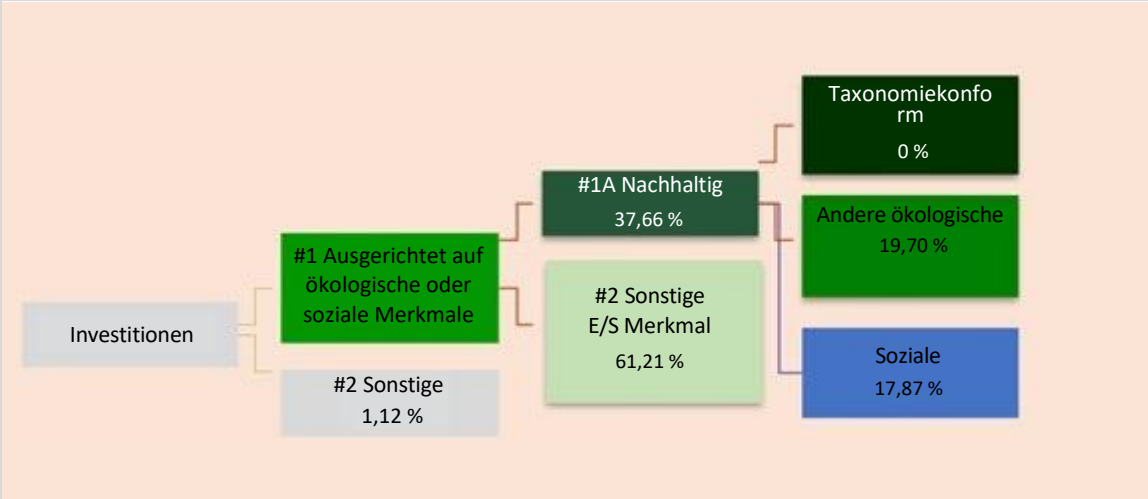 Investitionen
#1 Ausgerichtet auf
ökologische oder
soziale Merkmale
#2 Sonstige
1,12 %
#1A Nachhaltig
37,66 %
#2 Sonstige
E/S Merkmal
61,21 %
Taxonomiekonfo
rm
0 %
Andere ökologische
19,70 %
Soziale
17,87 %